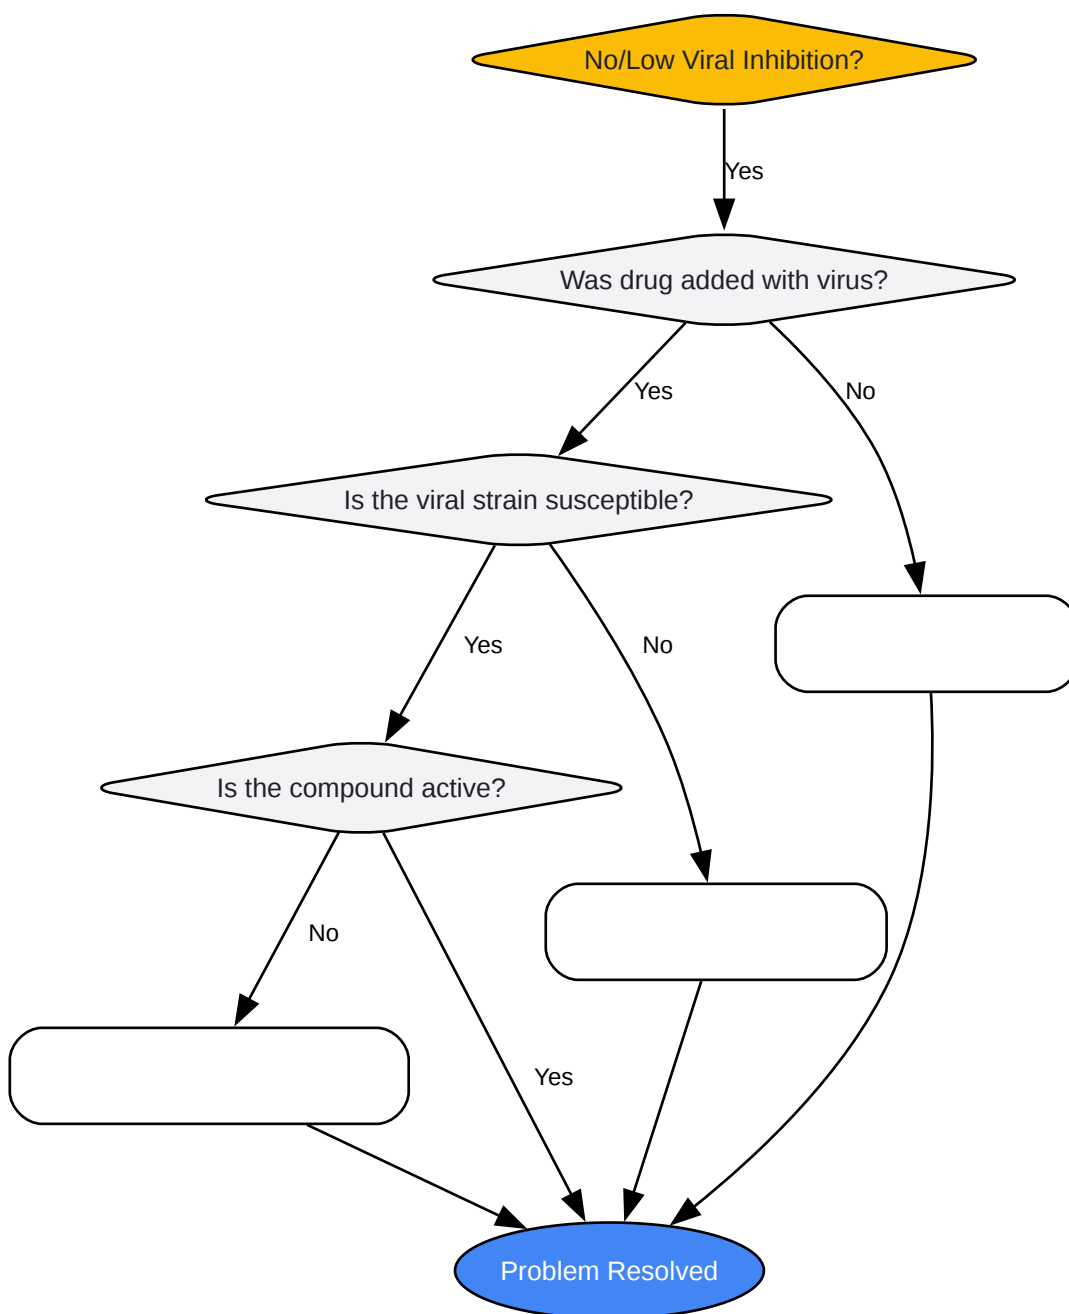 No/Low Viral Inhibition?
Yes
Was drug added with virus?
Yes
No
Is the viral strain susceptible?
Yes
No
Is the compound active?
No
Yes
Problem Resolved